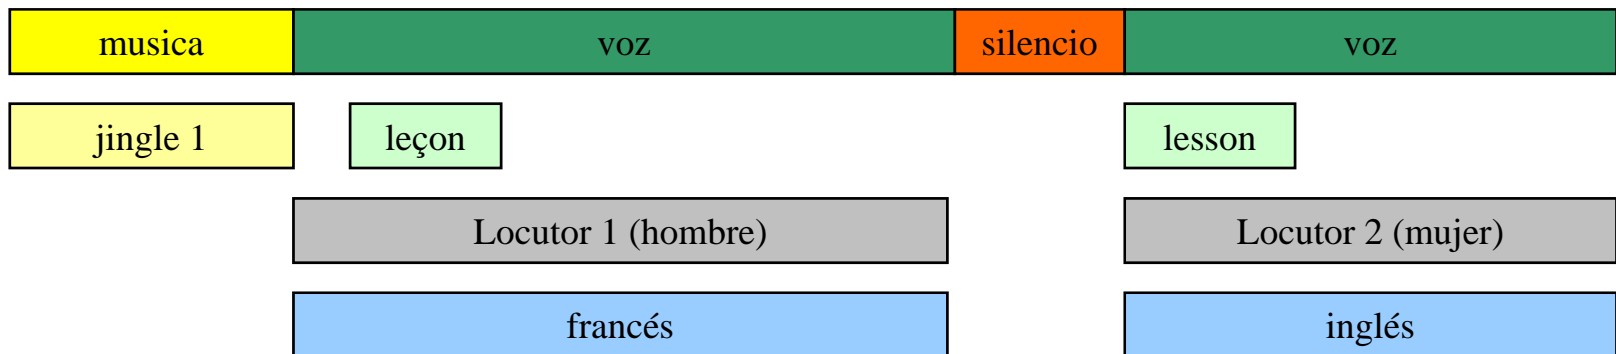 musica voz silencio voz
jingle 1 leçon lesson
Locutor 1 (hombre) Locutor 2 (mujer)
francés inglés